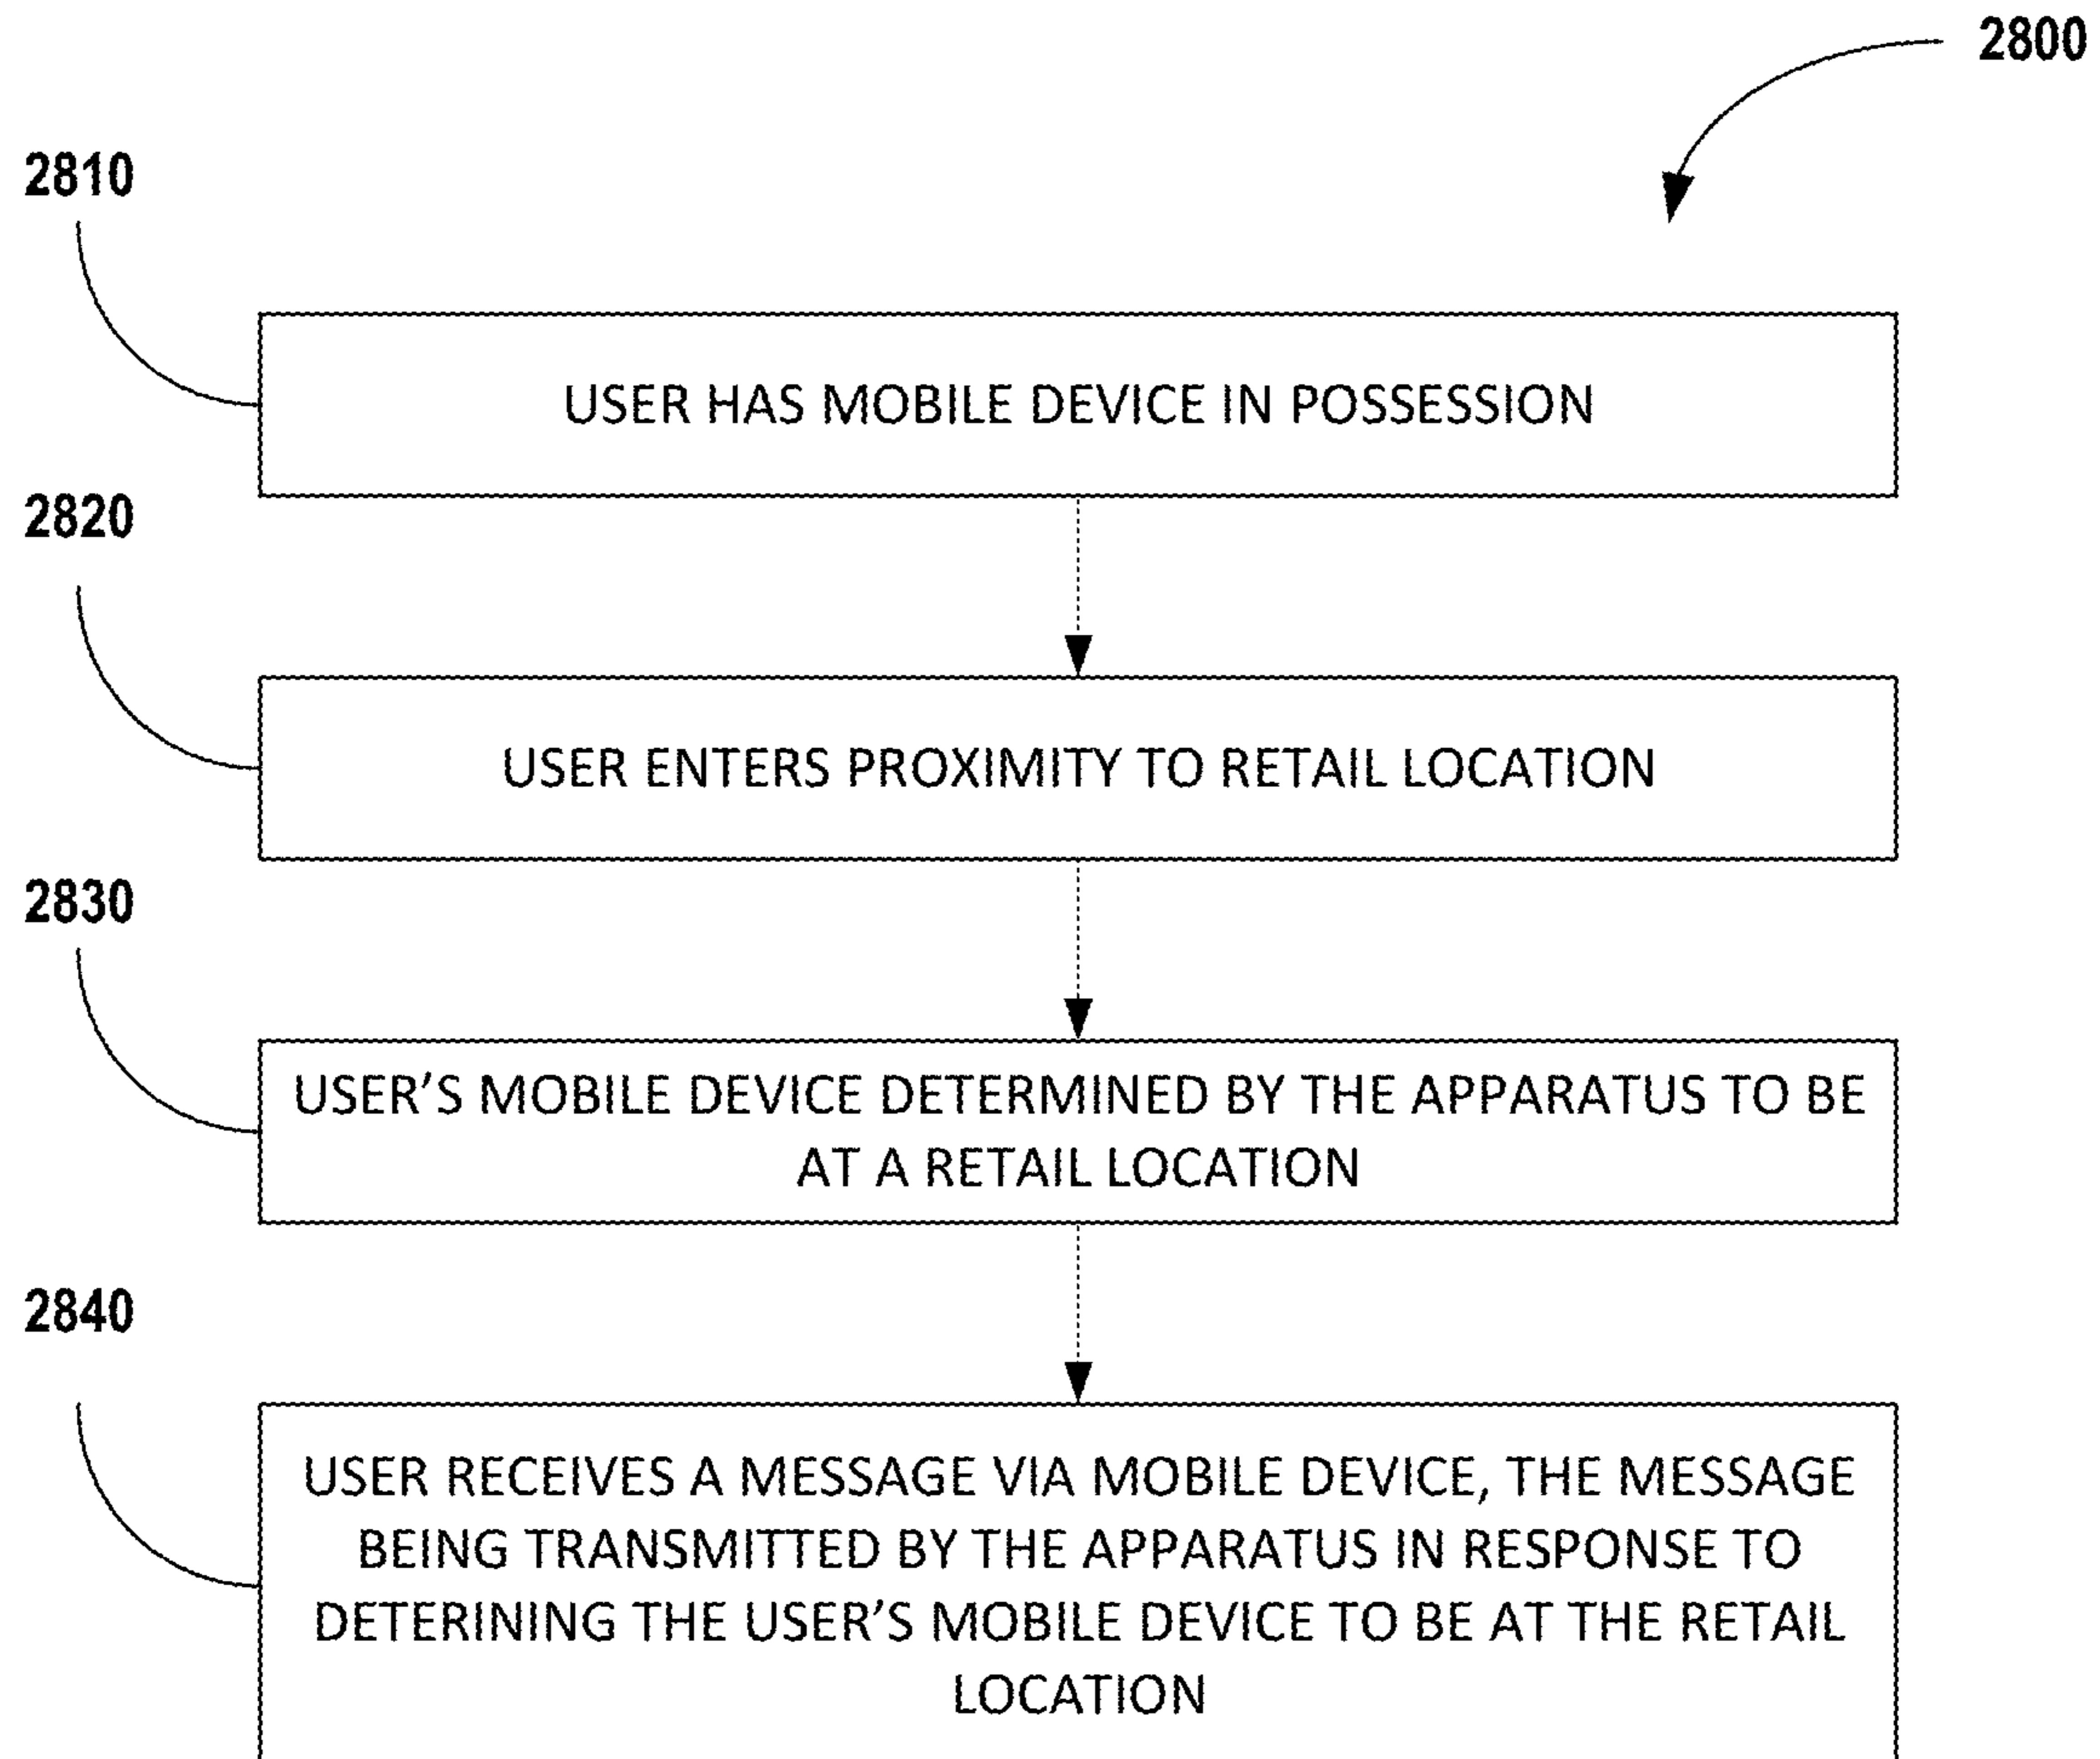 2800
2810
USER HAS MOBILE DEVICE IN POSSESSION
2820
USER ENTERS PROXIMITY TO RETAIL LOCATION
2830
USER’S MOBILE DEVICE DETERMINED BY THE APPARATUS TO BE
AT A RETAIL LOCATION
2840
USER RECEIVES A MESSAGE VIA MOBILE DEVICE, THE MESSAGE
BEING TRANSMITTED BY THE APPARATUS IN RESPONSE TO
DETERINING THE USER’S MOBILE DEVICE TO BE AT THE RETAIL
LOCATION